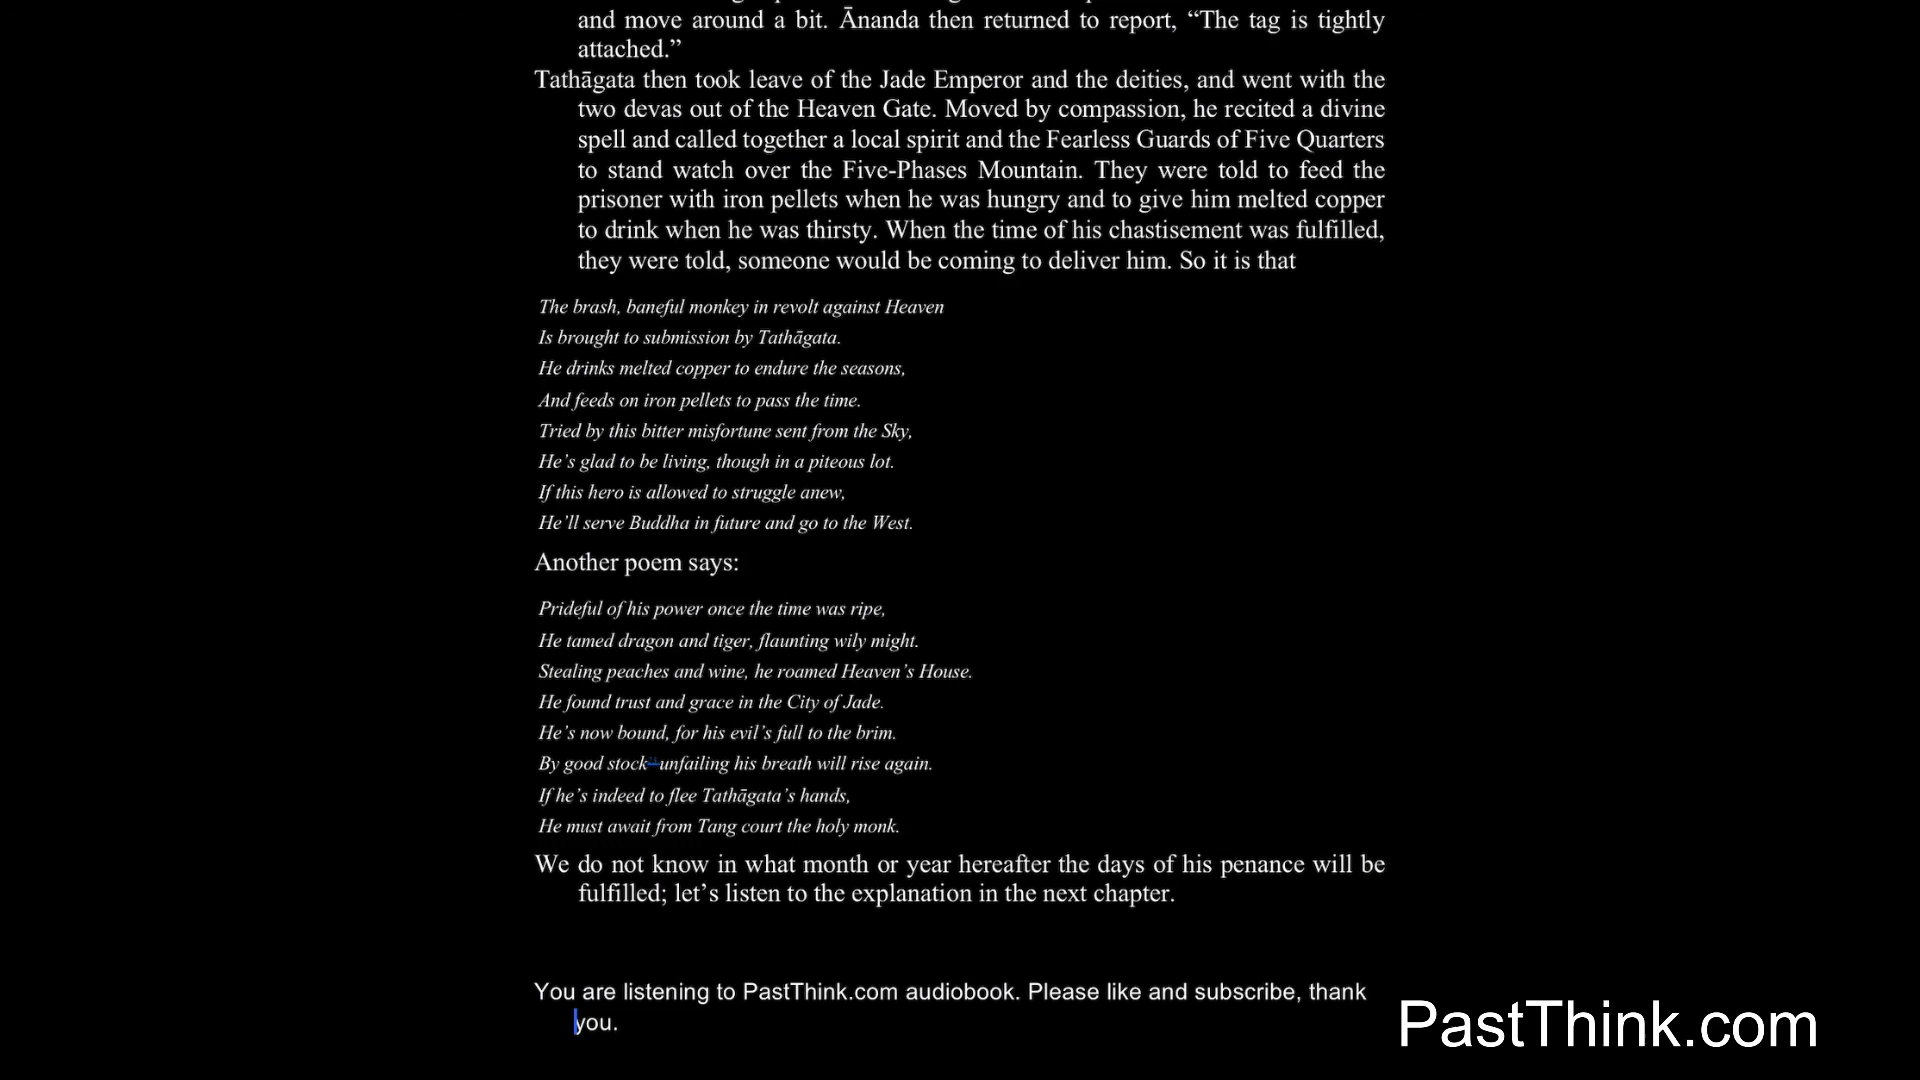 and move around a bit. Ānanda then returned to report, “The tag is tightly
attached.”
Tathāgata then took leave of the Jade Emperor and the deities, and went with the
two devas out of the Heaven Gate. Moved by compassion, he recited a divine
spell and called together a local spirit and the Fearless Guards of Five Quarters
to stand watch over the Five-Phases Mountain. They were told to feed the
prisoner with iron pellets when he was hungry and to give him melted copper
to drink when he was thirsty. When the time of his chastisement was fulfilled,
they were told, someone would be coming to deliver him. So it is that
The brash, baneful monkey in revolt against Heaven
Is brought to submission by Tathāgata.
He drinks melted copper to endure the seasons,
And feeds on iron pellets to pass the time.
Tried by this bitter misfortune sent from the Sky,
He’s glad to be living, though in a piteous lot.
If this hero is allowed to struggle anew,
He’ll serve Buddha in future and go to the West.
Another poem says:
Prideful of his power once the time was ripe,
He tamed dragon and tiger, flaunting wily might.
Stealing peaches and wine, he roamed Heaven’s House.
He found trust and grace in the City of Jade.
He’s now bound, for his evil’s full to the brim.
By good stock unfailing his breath will rise again.
If he’s indeed to flee Tathāgata’s hands,
He must await from Tang court the holy monk.
We do not know in what month or year hereafter the days of his penance will be
fulfilled; let’s listen to the explanation in the next chapter.
You are listening to PastThink.com audiobook. Please like and subscribe, thank
you.
PastThink.com